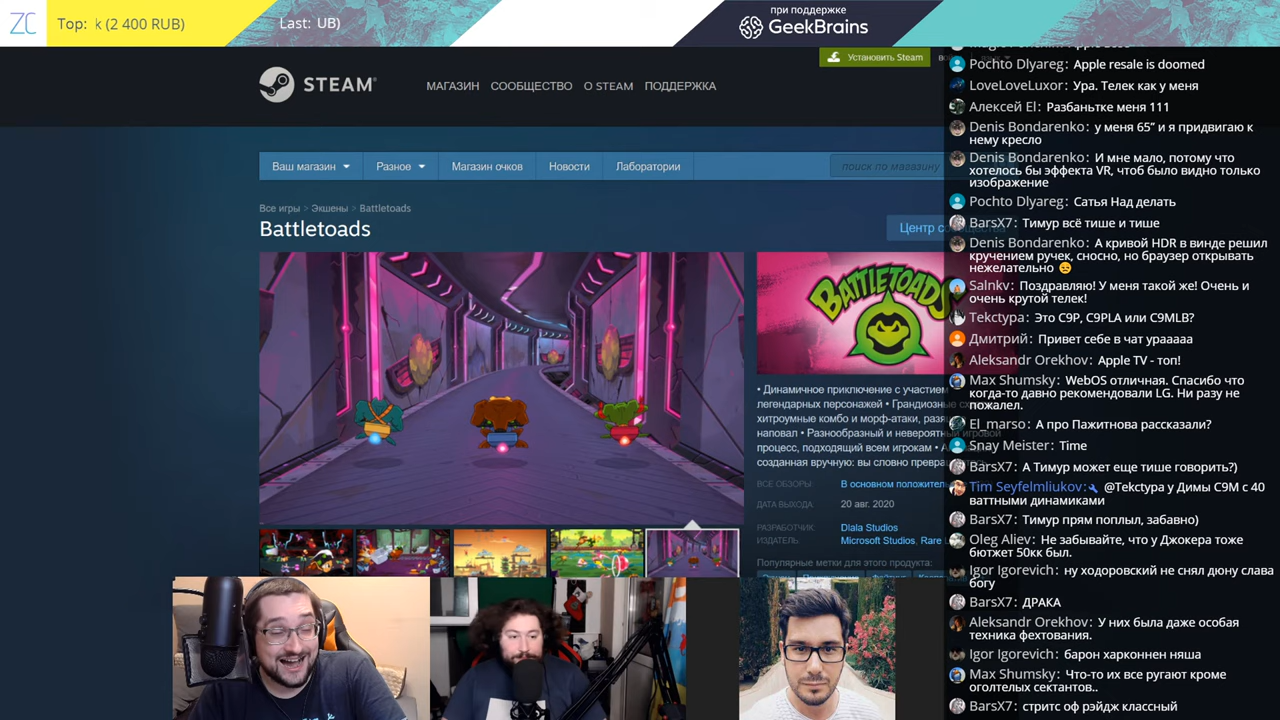 ZC
Top: k (2 400 RUB)
Last: UB)
при поддержке
GeekBrains
Установить Steam
STEAM®
МАГАЗИН СООБЩЕСТВО О STEAM ПОДДЕРЖКА
Ваш магазин Разное Магазин очков Новости Лаборатории
поиск по магазину
Все игры > Экшены > Battletoads
Battletoads
Центр
BATTLETOADS
• Динамичное приключение с участием
легендарных персонажей • Грандиозные
хитроумные комбо и морф-атаки,
наповал • Разнообразный и невероятный игровой
процесс, подходящий всем игрокам •
созданная вручную: вы словно
ВСЕ ОБЗОРЫ: В основном
ДАТА ВЫХОДА: 20 авг. 2020
РАЗРАБОТЧИК: Dlala Studios
ИЗДАТЕЛЬ: Microsoft Studios, Rare
Популярные метки для этого продукта:
Pochto Dlyareg: Apple resale is doomed
LoveLoveLuxor: Ура. Телек как у меня
Алексей El: Разбаньтке меня 111
Denis Bondarenko: у меня 65” и я придвигаю к
нему кресло
Denis Bondarenko: И мне мало, потому что
хотелось бы эффекта VR, чтоб было видно только
изображение
Pochto Dlyareg: Сатья Над делать
BarsX7: Тимур всё тише и тише
Denis Bondarenko: А кривой HDR в винде решил
кручением ручек, сносно, но браузер открывать
нежелательно 😣
Salnkv: Поздравляю! У меня такой же! Очень и
очень крутой телек!
Tekctypa: Это C9P, C9PLA или C9MLB?
Дмитрий: Привет себе в чат урааааа
Aleksandr Orekhov: Apple TV - топ!
Max Shumsky: WebOS отличная. Спасибо что
когда-то давно рекомендовали LG. Ни разу не
пожалел.
El_marso: А про Пажитнова рассказали?
Snay Meister: Time
BarsX7: А Тимур может еще тише говорить?)
Tim Seyfelmliukov: @Tekctypa у Димы C9M с 40
ваттными динамиками
BarsX7: Тимур прям поплыл, забавно)
Oleg Aliev: Не забывайте, что у Джокера тоже
бютжет 50кк был.
Igor Igorevich: ну ходоровский не снял дюну слава
богу
BarsX7: ДРАКА
Aleksandr Orekhov: У них была даже особая
техника фехтования.
Igor Igorevich: барон харконнен няша
Max Shumsky: Что-то их все ругают кроме
оголтелых сектантов..
BarsX7: стритс оф рэйдж классный